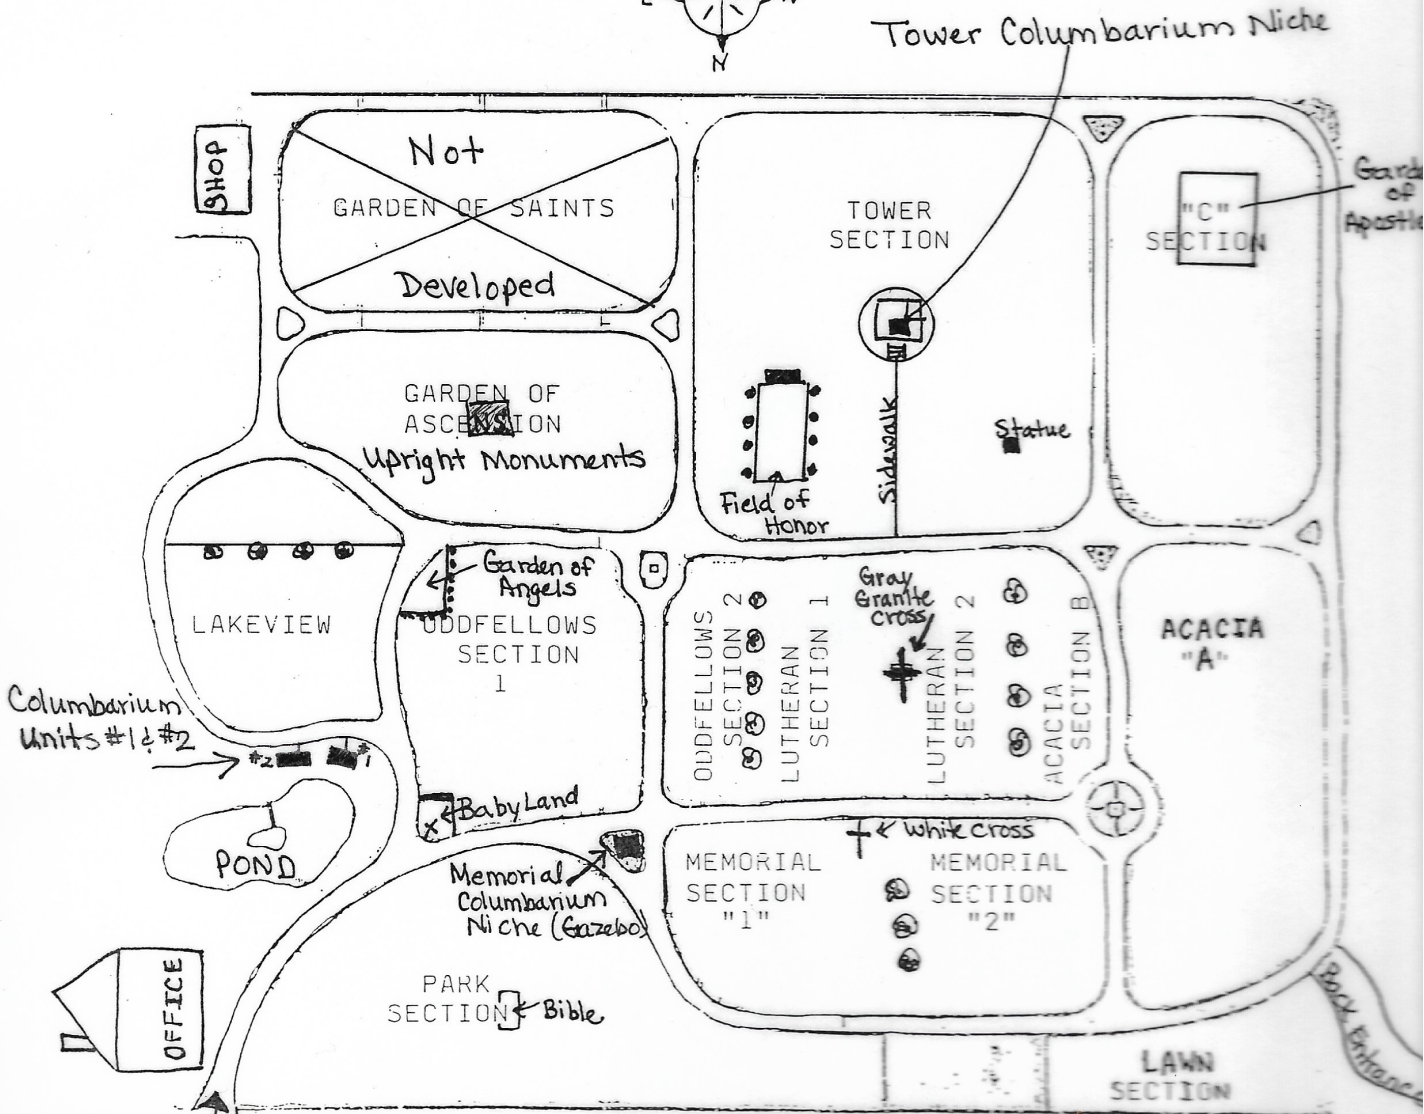 N
Tower Columbarium Niche
SHOP
Not
GARDEN OF SAINTS
Developed
TOWER
SECTION
"C"
SECTION
of
GARDEN OF
ASCENSION
Upright Monuments
Field of
Honor
Sidewalk
Statue
Garden of
Angels
LAKEVIEW
ODDFELLOWS
SECTION
1
ODDFELLOWS
SECTION 2
LUTHERAN
SECTION 1
Gray
Granite
Cross
LUTHERAN
SECTION 2
ACACIA
SECTION B
ACACIA
"A"
Columbarium
Units #1 & #2
#2
#1
Baby Land
X
POND
Memorial
Columbarium
Niche (Gazebo)
White Cross
MEMORIAL
SECTION
"1"
MEMORIAL
SECTION
"2"
OFFICE
PARK
SECTION
Bible
Back Entrance
LAWN
SECTION